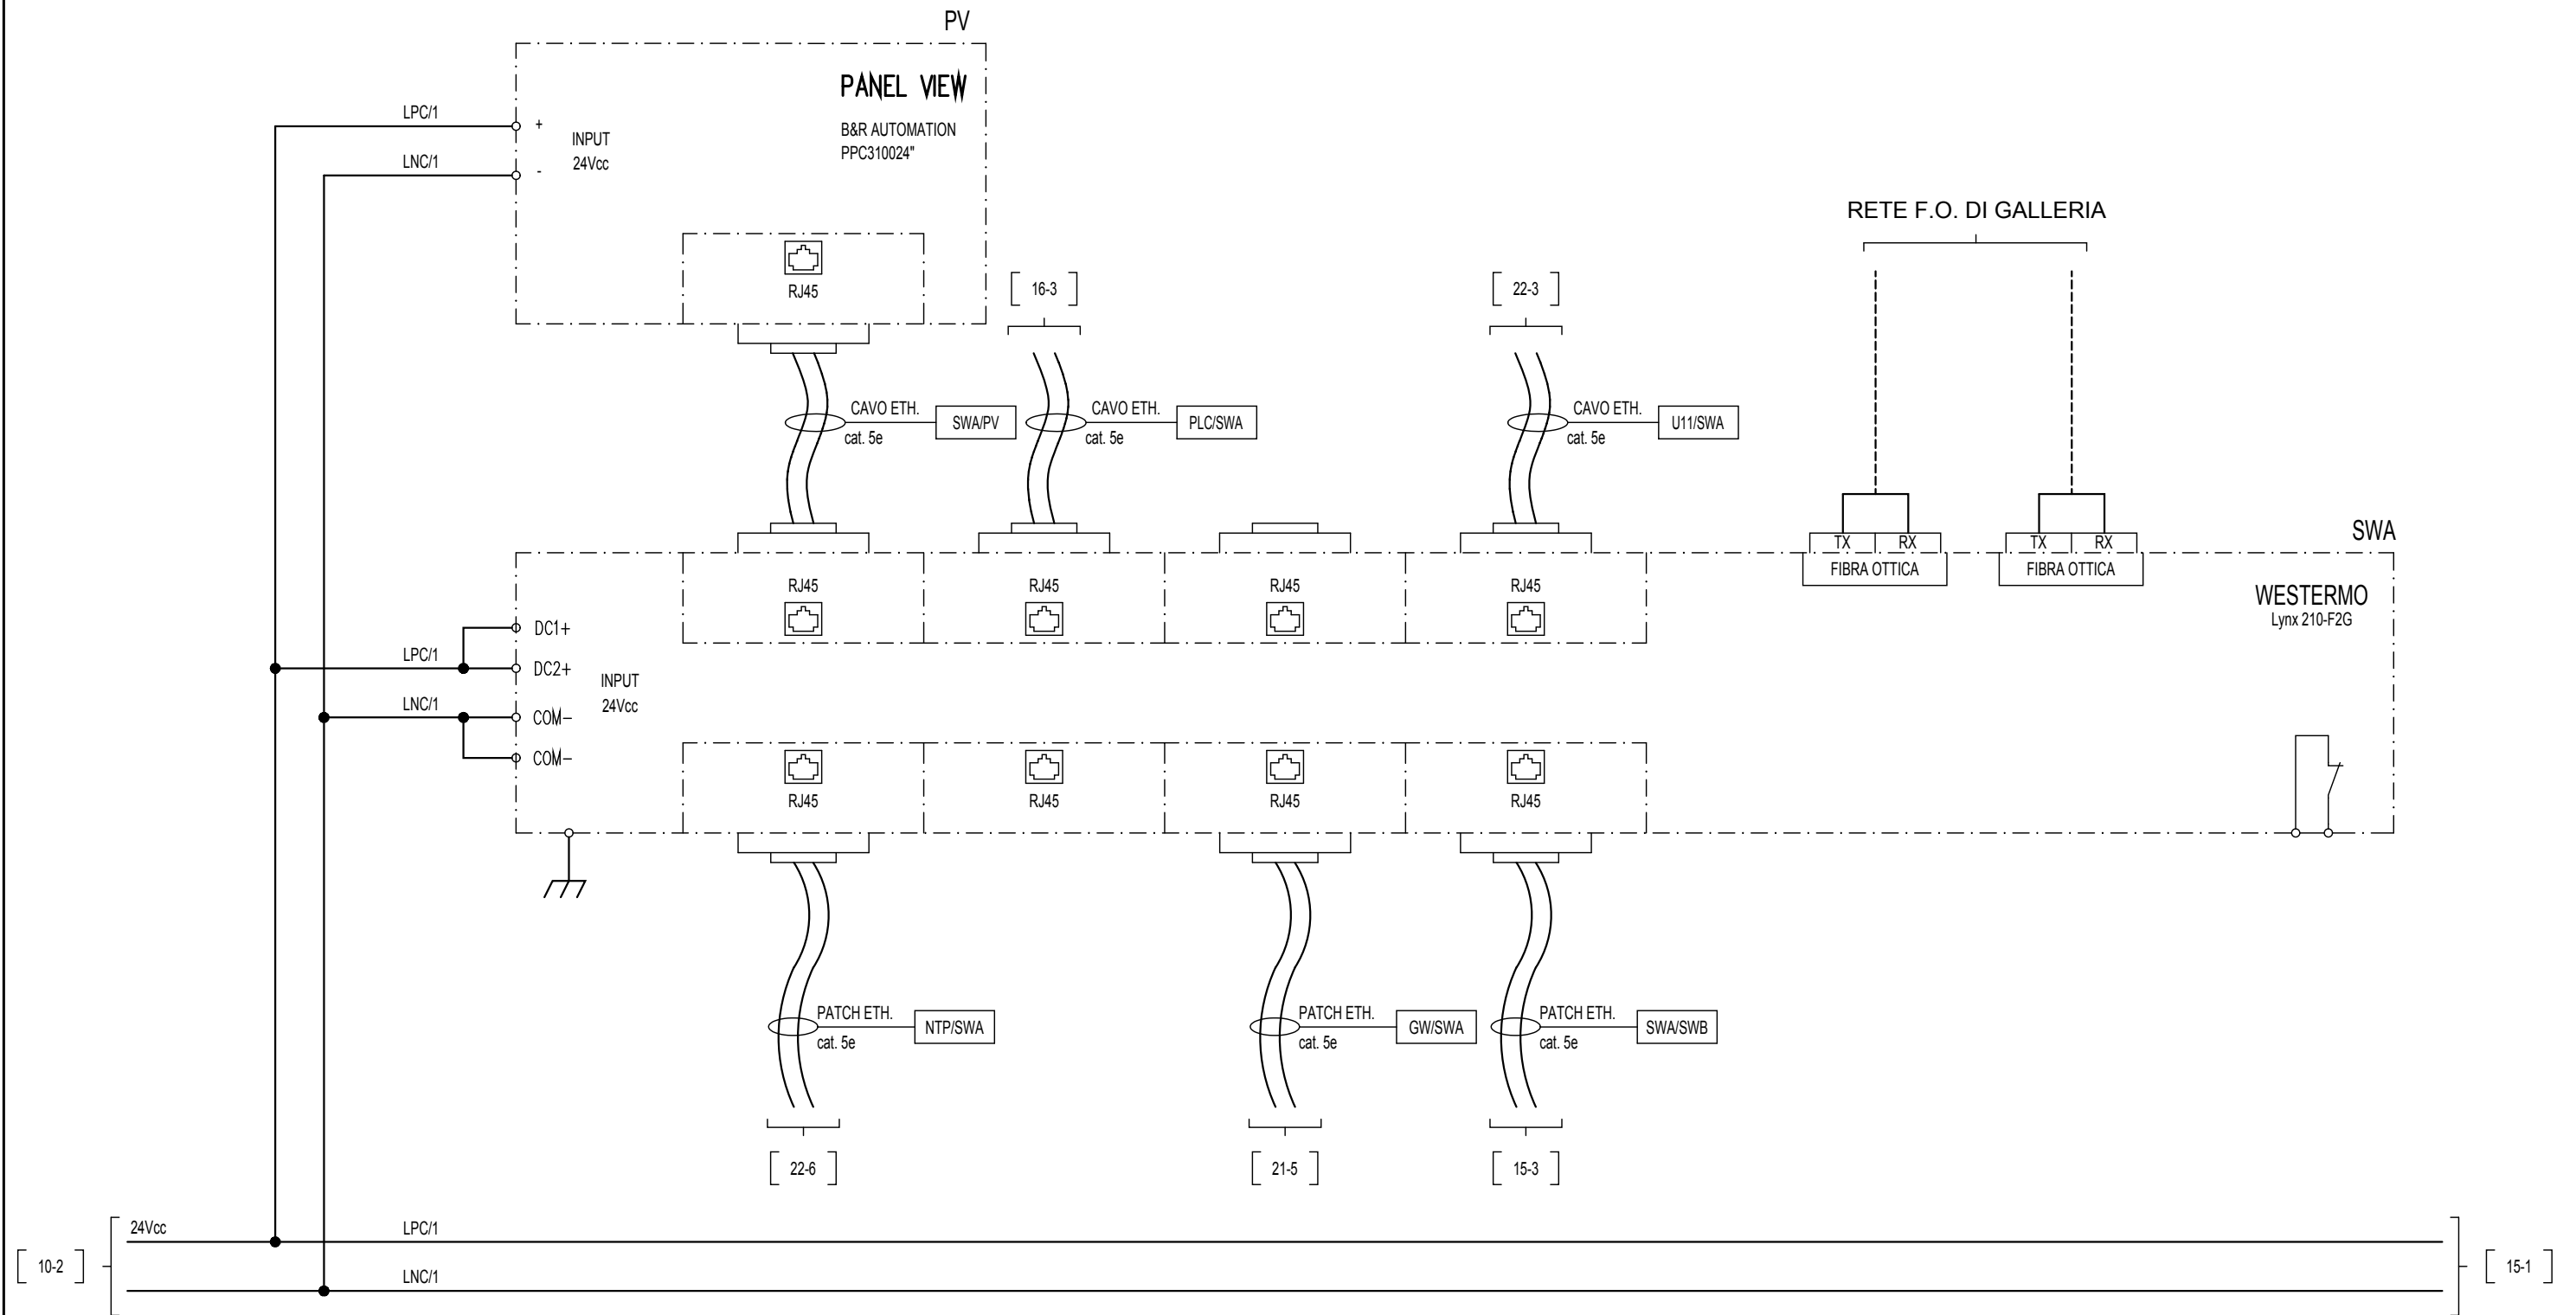 PV
PANEL VIEW
B&R AUTOMATION
PPC310024"
LPC/1
+
INPUT
24Vcc
LNC/1
-
RJ45
RETE F.O. DI GALLERIA
16-3
22-3
CAVO ETH.
cat. 5e
SWA/PV
CAVO ETH.
cat. 5e
PLC/SWA
CAVO ETH.
cat. 5e
U11/SWA
SWA
TX
RX
TX
RX
FIBRA OTTICA
FIBRA OTTICA
WESTERMO
Lynx 210-F2G
RJ45
RJ45
RJ45
RJ45
DC1+
LPC/1
DC2+
INPUT
24Vcc
LNC/1
COM-
COM-
RJ45
RJ45
RJ45
RJ45
PATCH ETH.
cat. 5e
NTP/SWA
PATCH ETH.
cat. 5e
GW/SWA
PATCH ETH.
cat. 5e
SWA/SWB
22-6
21-5
15-3
24Vcc
LPC/1
10-2
LNC/1
15-1